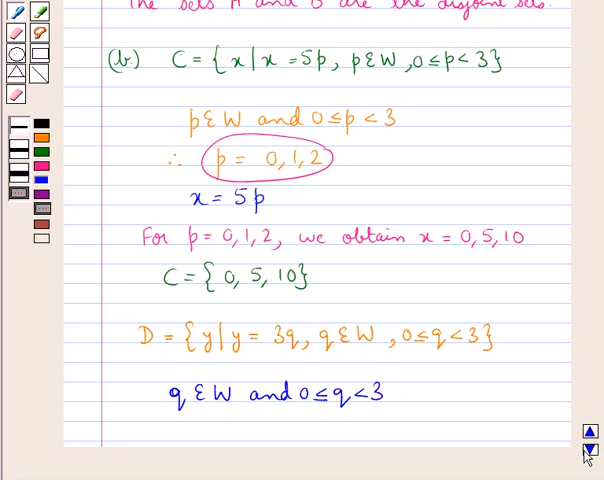 The sets A and B are the disjoint sets.
(b.) C = { x | x = 5p, p ε W , 0 ≤ p < 3 }
p ε W and 0 ≤ p < 3
∴ p = 0, 1, 2
x = 5p
For p = 0, 1, 2, we obtain x = 0, 5, 10
C = { 0, 5, 10 }
D = { y | y = 3q, q ε W , 0 ≤ q < 3 }
q ε W and 0 ≤ q < 3